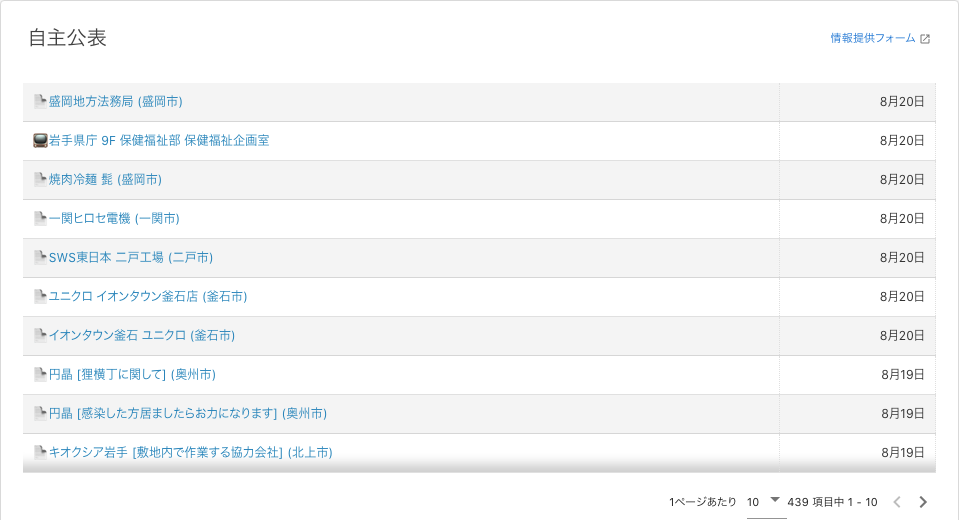 自主公表
情報提供フォーム
盛岡地方法務局 (盛岡市) 8月20日
岩手県庁 9F 保健福祉部 保健福祉企画室 8月20日
焼肉冷麺 髭 (盛岡市) 8月20日
一関ヒロセ電機 (一関市) 8月20日
SWS東日本 二戸工場 (二戸市) 8月20日
ユニクロ イオンタウン釜石店 (釜石市) 8月20日
イオンタウン釜石 ユニクロ (釜石市) 8月20日
円晶 [狸横丁に関して] (奥州市) 8月19日
円晶 [感染した方居ましたらお力になります] (奥州市) 8月19日
キオクシア岩手 [敷地内で作業する協力会社] (北上市) 8月19日
1ページあたり 10 439 項目中 1 - 10